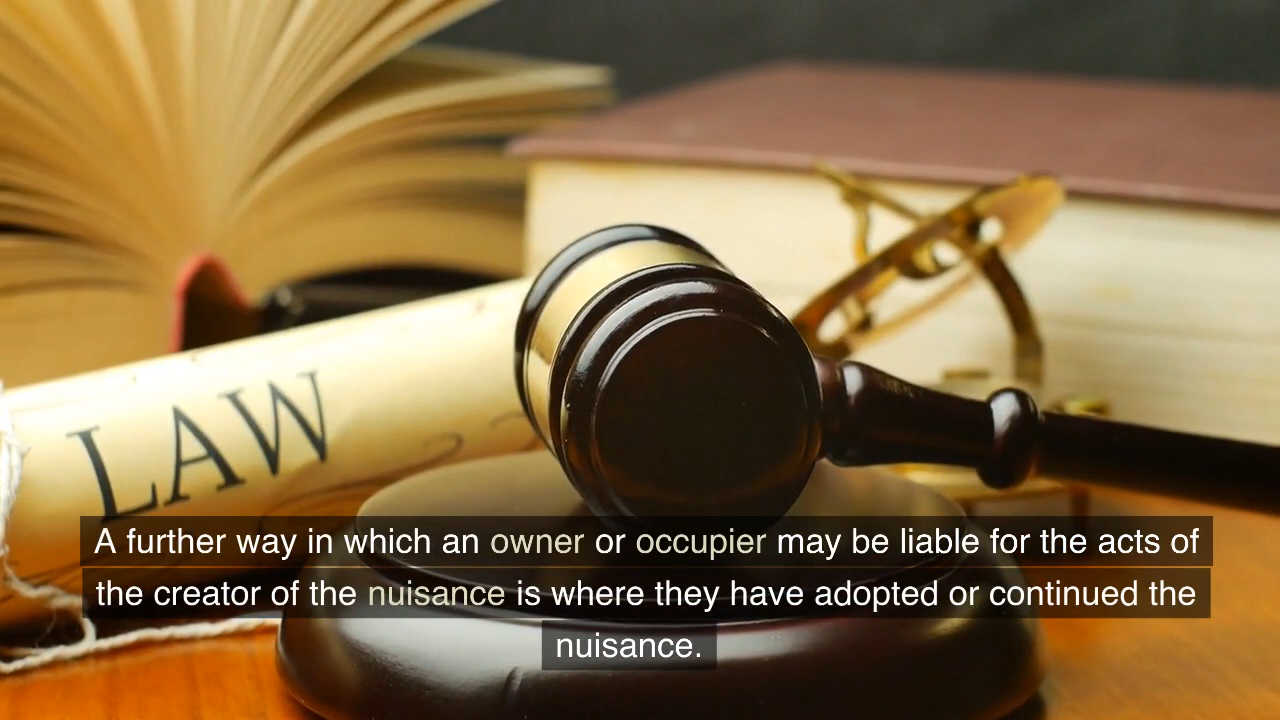 LAW
A further way in which an owner or occupier may be liable for the acts of
the creator of the nuisance is where they have adopted or continued the
nuisance.